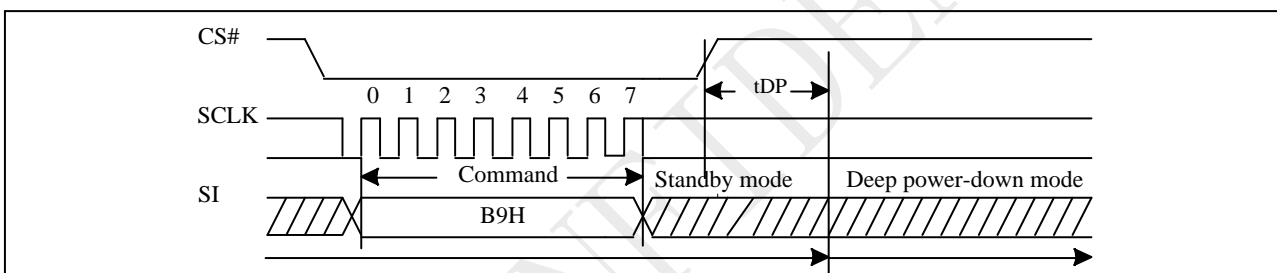 CS#
tDP
0 1 2 3 4 5 6 7
SCLK
Command
Standby mode
Deep power-down mode
SI
B9H